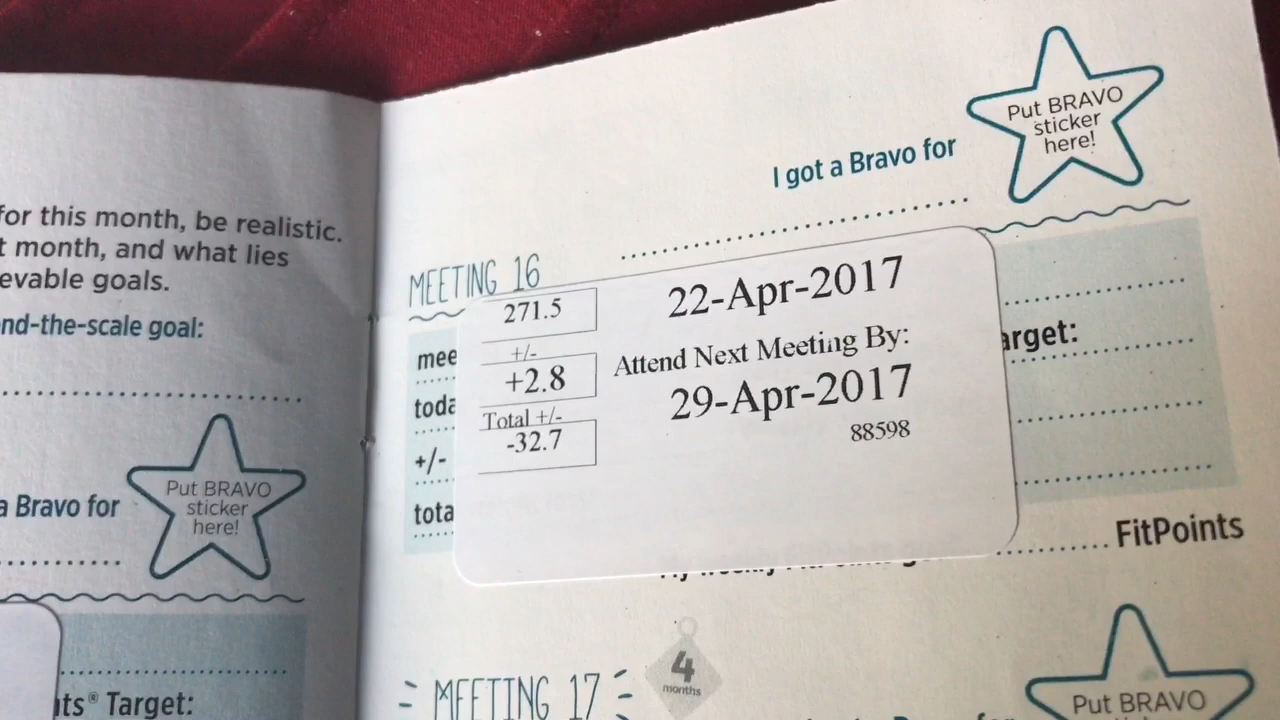 for this month, be realistic.
t month, and what lies
evable goals.
nd-the-scale goal:
a Bravo for
Put BRAVO
sticker
here!
ts® Target:
I got a Bravo for
Put BRAVO
sticker
here!
MEETING 16
mee
toda
+/-
tota
271.5
+/-
+2.8
Total +/-
-32.7
22-Apr-2017
Attend Next Meeting By:
29-Apr-2017
88598
arget:
FitPoints
MEETING 17
4
months
Put BRAVO